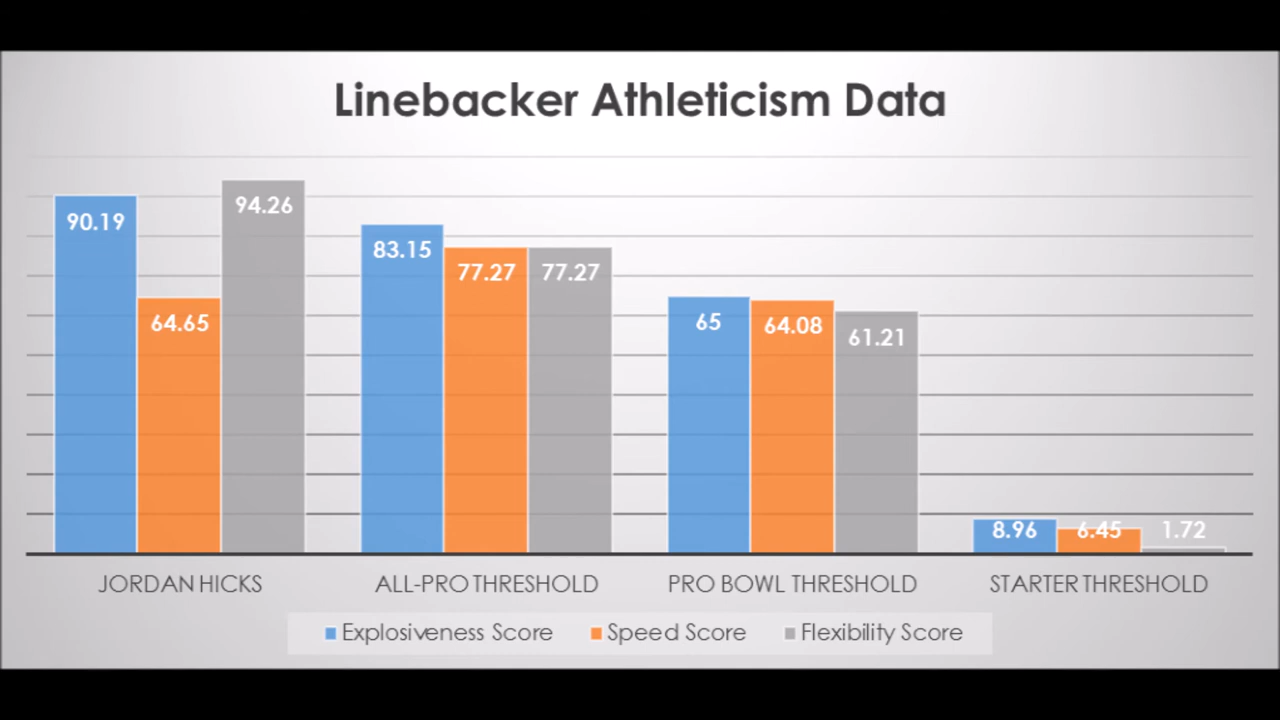 Linebacker Athleticism Data
90.19 64.65 94.26
83.15 77.27 77.27
65 64.08 61.21
8.96 6.45 1.72
JORDAN HICKS ALL-PRO THRESHOLD PRO BOWL THRESHOLD STARTER THRESHOLD
Explosiveness Score Speed Score Flexibility Score